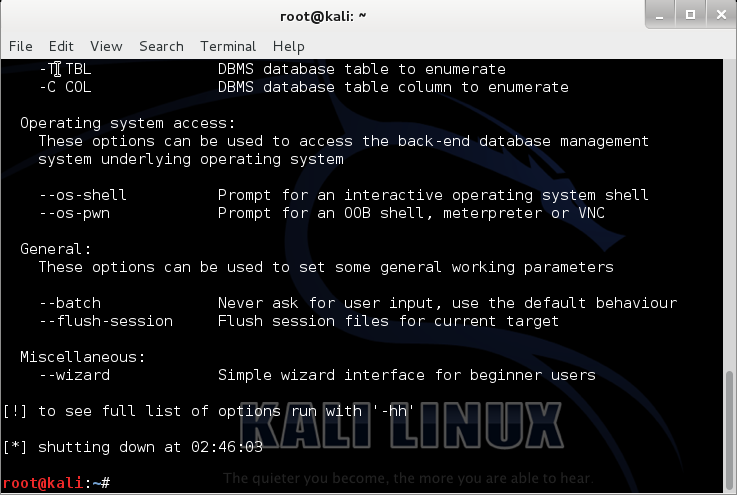 root@kali: ~
File Edit View Search Terminal Help
-T TBL DBMS database table to enumerate
-C COL DBMS database table column to enumerate
Operating system access:
These options can be used to access the back-end database management
system underlying operating system
--os-shell Prompt for an interactive operating system shell
--os-pwn Prompt for an OOB shell, meterpreter or VNC
General:
These options can be used to set some general working parameters
--batch Never ask for user input, use the default behaviour
--flush-session Flush session files for current target
Miscellaneous:
--wizard Simple wizard interface for beginner users
[!] to see full list of options run with '-hh'
KALI LINUX
[*] shutting down at 02:46:03
The quieter you become, the more you are able to hear.
root@kali:~#